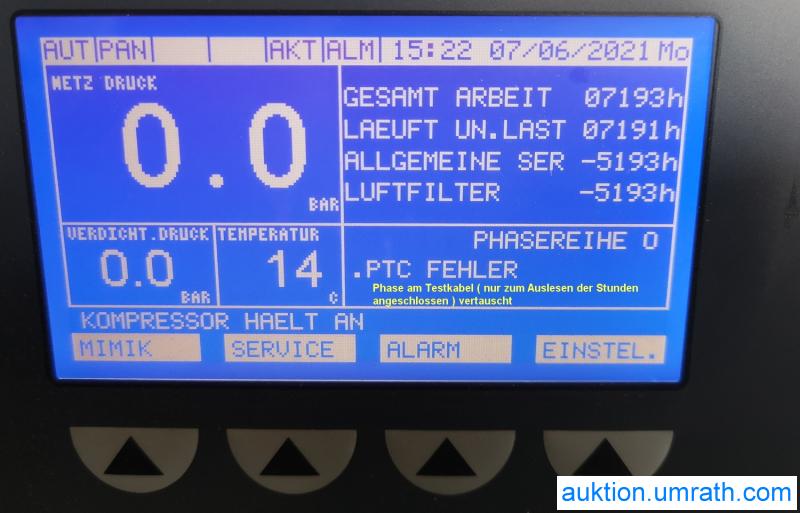 AUT|PAN| | |AKT|ALM| 15:22 07/06/2021 Mo
NETZ DRUCK
0.0
BAR
GESAMT ARBEIT 07193h
LAEUFT UN.LAST 07191h
ALLGEMEINE SER -5193h
LUFTFILTER -5193h
VERDICHT.DRUCK
0.0
BAR
TEMPERATUR
14
C
PHASEREIHE 0
.PTC FEHLER
Phase am Testkabel ( nur zum Auslesen der Stunden
angeschlossen ) vertauscht
KOMPRESSOR HAELT AN
MIMIK SERVICE ALARM EINSTEL.
auktion.umrath.com